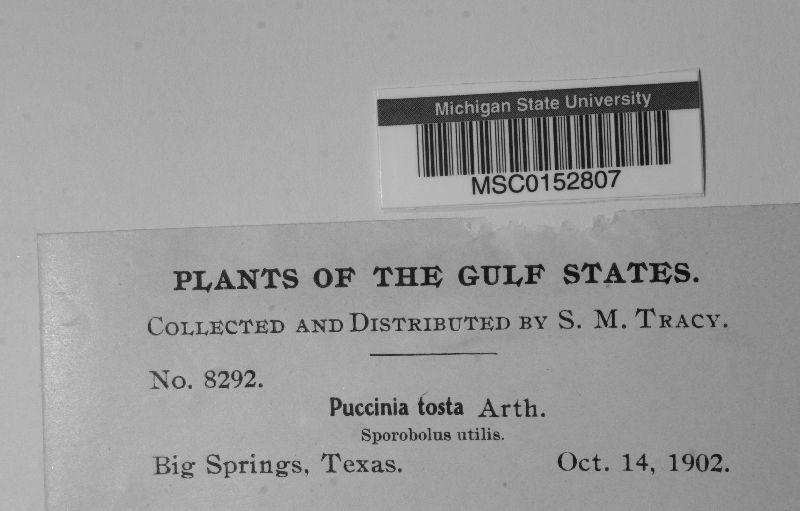 Michigan State University
MSC0152807
PLANTS OF THE GULF STATES.
COLLECTED AND DISTRIBUTED BY S. M. TRACY.
No. 8292.
Puccinia tosta Arth.
Sporobolus utilis.
Big Springs, Texas. Oct. 14, 1902.